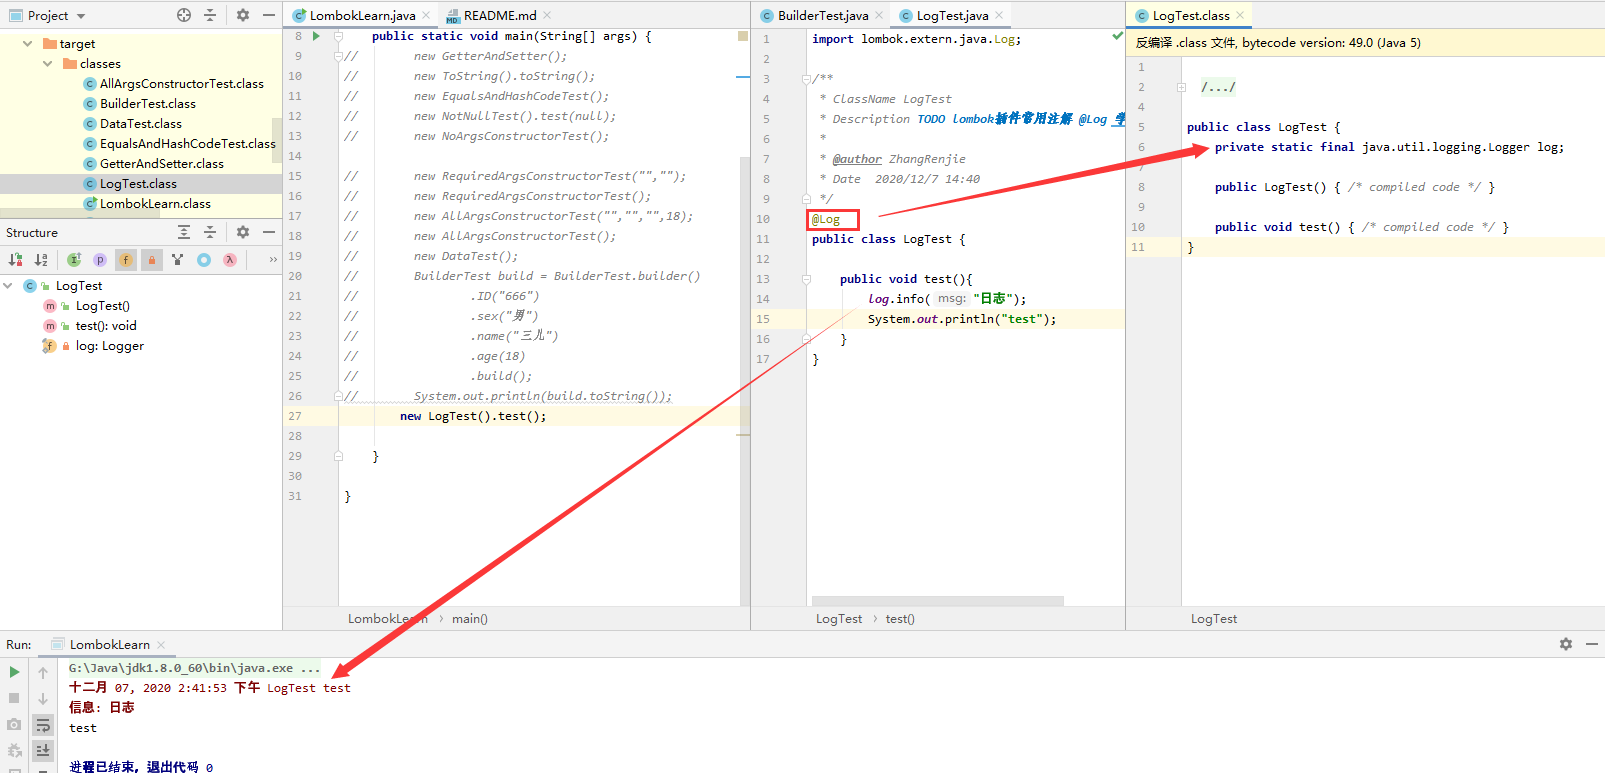 Project
target
classes
AllArgsConstructorTest.class
BuilderTest.class
DataTest.class
EqualsAndHashCodeTest.class
GetterAndSetter.class
LogTest.class
LombokLearn.class
Structure
LogTest
LogTest()
test(): void
log: Logger
LombokLearn.java
README.md
8 public static void main(String[] args) {
9 // new GetterAndSetter();
10 // new ToString().toString();
11 // new EqualsAndHashCodeTest();
12 // new NotNullTest().test(null);
13 // new NoArgsConstructorTest();
14
15 // new RequiredArgsConstructorTest("","");
16 // new RequiredArgsConstructorTest();
17 // new AllArgsConstructorTest("","","",18);
18 // new AllArgsConstructorTest();
19 // new DataTest();
20 // BuilderTest build = BuilderTest.builder()
21 // .ID("666")
22 // .sex("男")
23 // .name("三儿")
24 // .age(18)
25 // .build();
26 // System.out.println(build.toString());
27 new LogTest().test();
28
29 }
30
31 }
LombokLearn > main()
BuilderTest.java
LogTest.java
1 import lombok.extern.java.Log;
2
3 /**
4 * ClassName LogTest
5 * Description TODO lombok插件常用注解 @Log 学
6 *
7 * @author ZhangRenjie
8 * Date 2020/12/7 14:40
9 */
10 @Log
11 public class LogTest {
12
13 public void test(){
14 log.info( msg: "日志");
15 System.out.println("test");
16 }
17 }
LogTest > test()
LogTest.class
反编译 .class 文件, bytecode version: 49.0 (Java 5)
1
2 /.../
4
5 public class LogTest {
6 private static final java.util.logging.Logger log;
7
8 public LogTest() { /* compiled code */ }
9
10 public void test() { /* compiled code */ }
11 }
LogTest
Run: LombokLearn
G:\Java\jdk1.8.0_60\bin\java.exe ...
十二月 07, 2020 2:41:53 下午 LogTest test
信息: 日志
test
进程已结束，退出代码 0